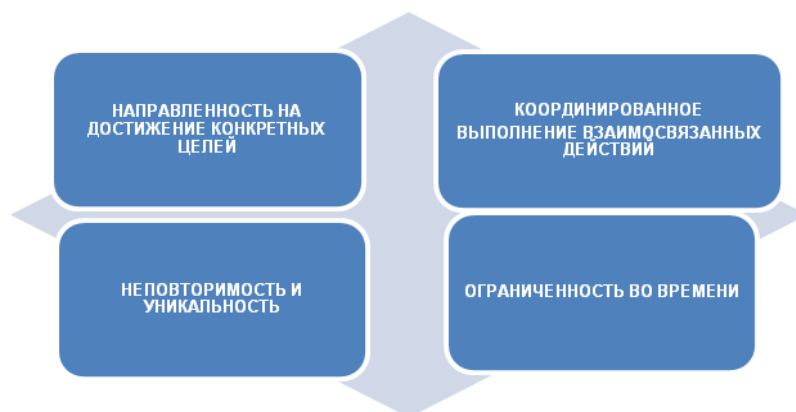 НАПРАВЛЕННОСТЬ НА
ДОСТИЖЕНИЕ КОНКРЕТНЫХ
ЦЕЛЕЙ
КООРДИНИРОВАННОЕ
ВЫПОЛНЕНИЕ ВЗАИМОСВЯЗАННЫХ
ДЕЙСТВИЙ
НЕПОВТОРИМОСТЬ И
УНИКАЛЬНОСТЬ
ОГРАНИЧЕННОСТЬ ВО ВРЕМЕНИ